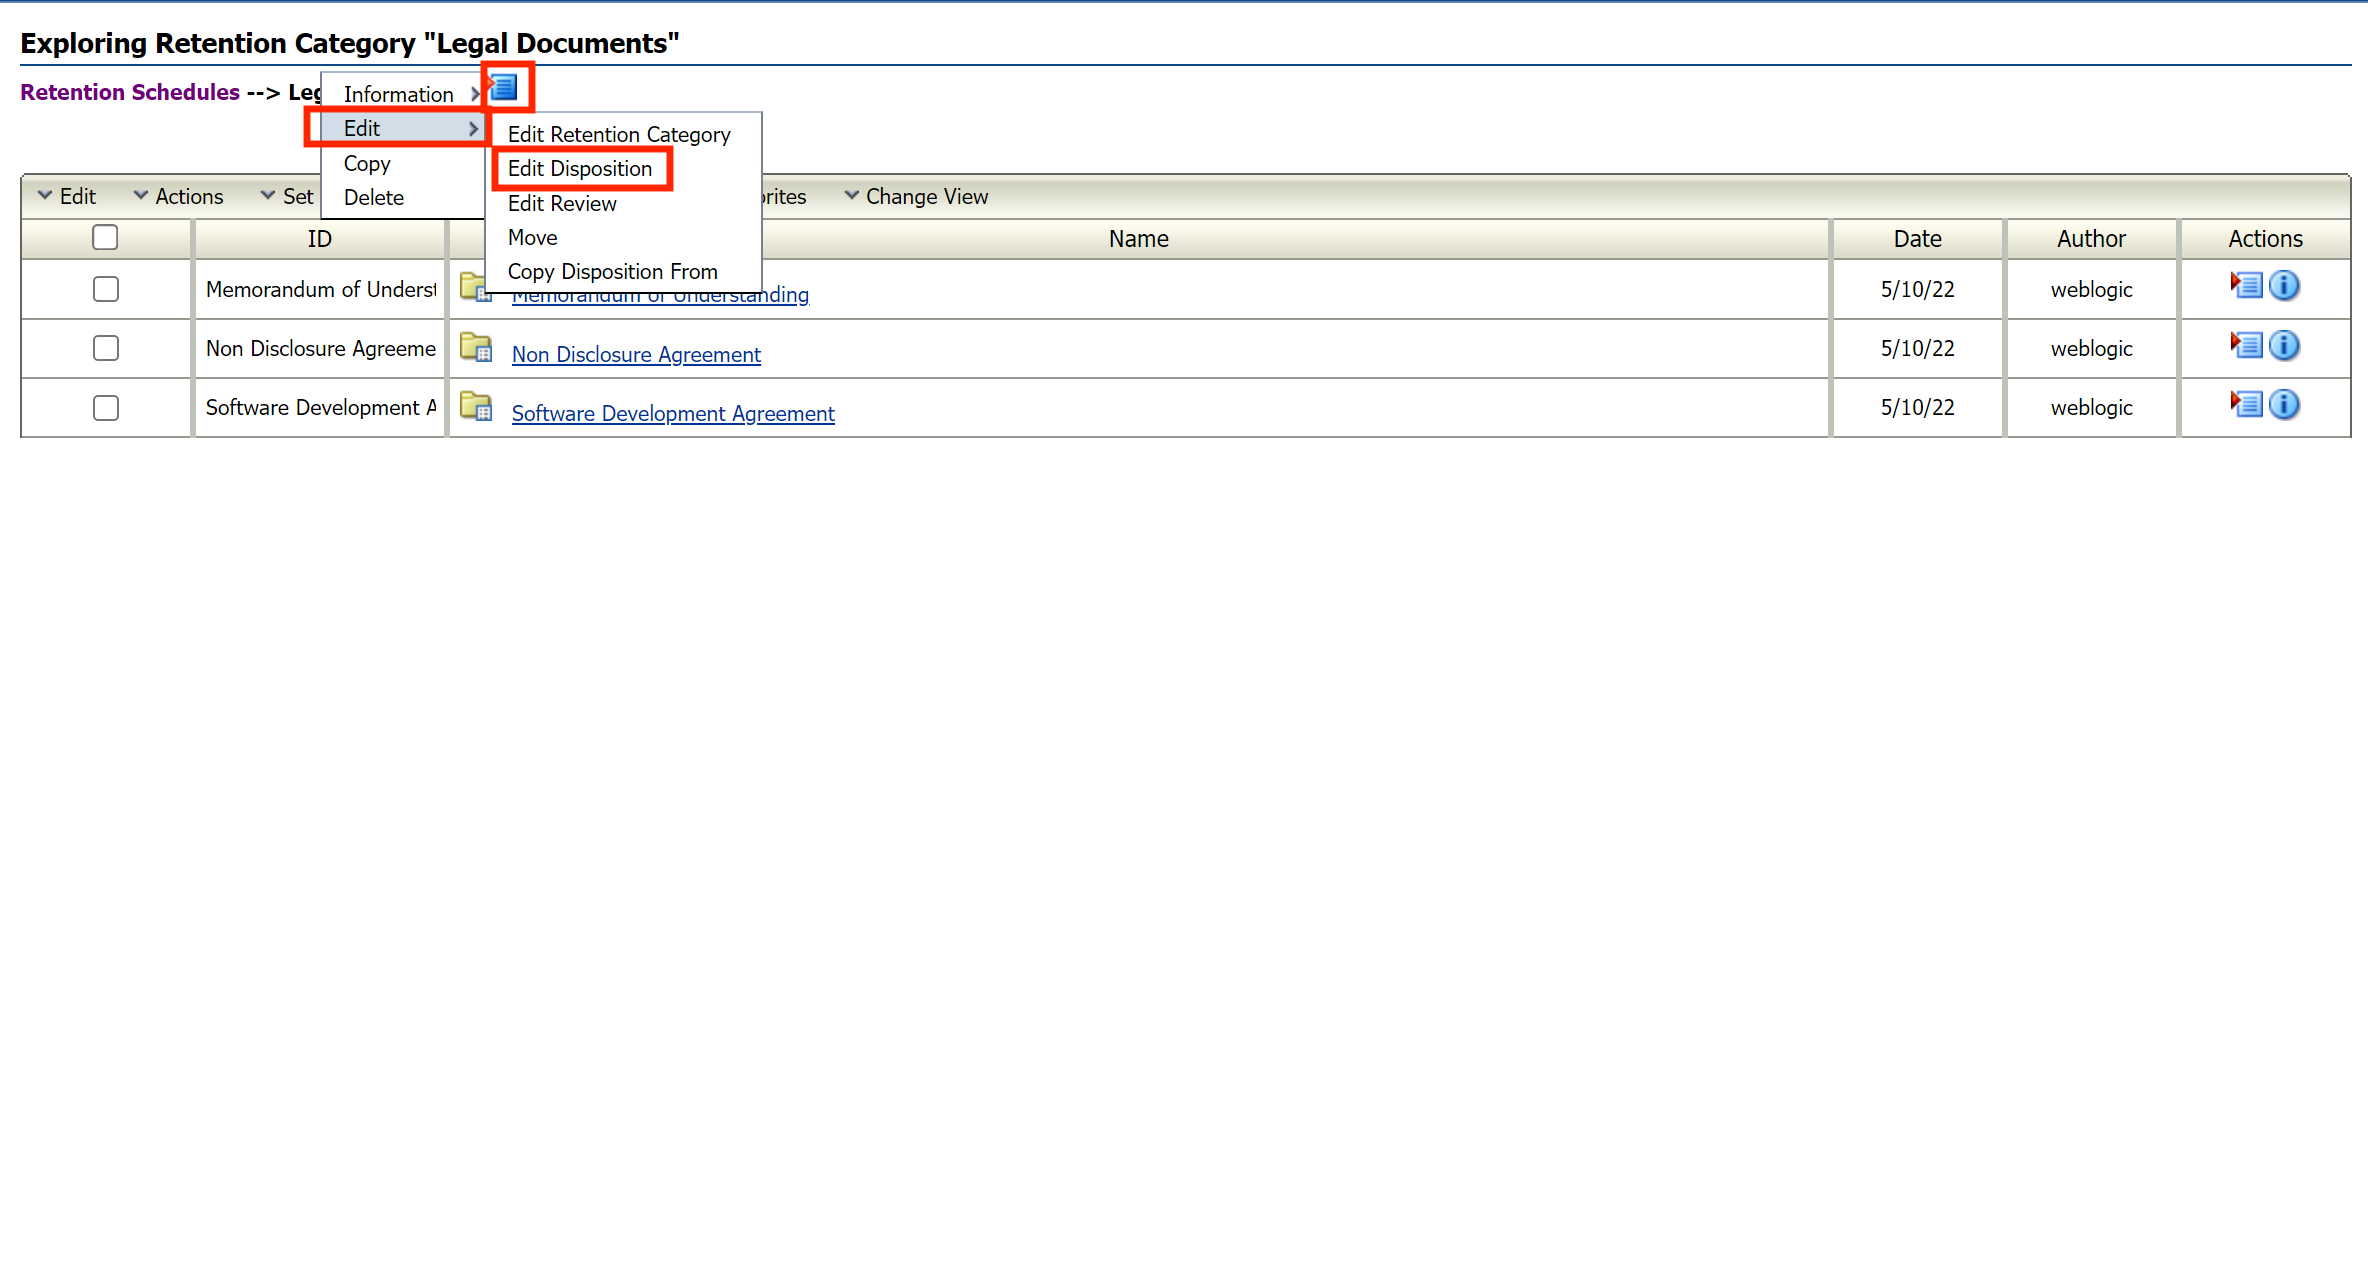 Exploring Retention Category "Legal Documents"
Retention Schedules --> Leg
Information
Edit
Copy
Delete
Edit Retention Category
Edit Disposition
Edit Review
Move
Copy Disposition From
Edit Actions Set orites Change View
ID Name Date Author Actions
Memorandum of Underst Memorandum of Understanding 5/10/22 weblogic
Non Disclosure Agreeme Non Disclosure Agreement 5/10/22 weblogic
Software Development A Software Development Agreement 5/10/22 weblogic